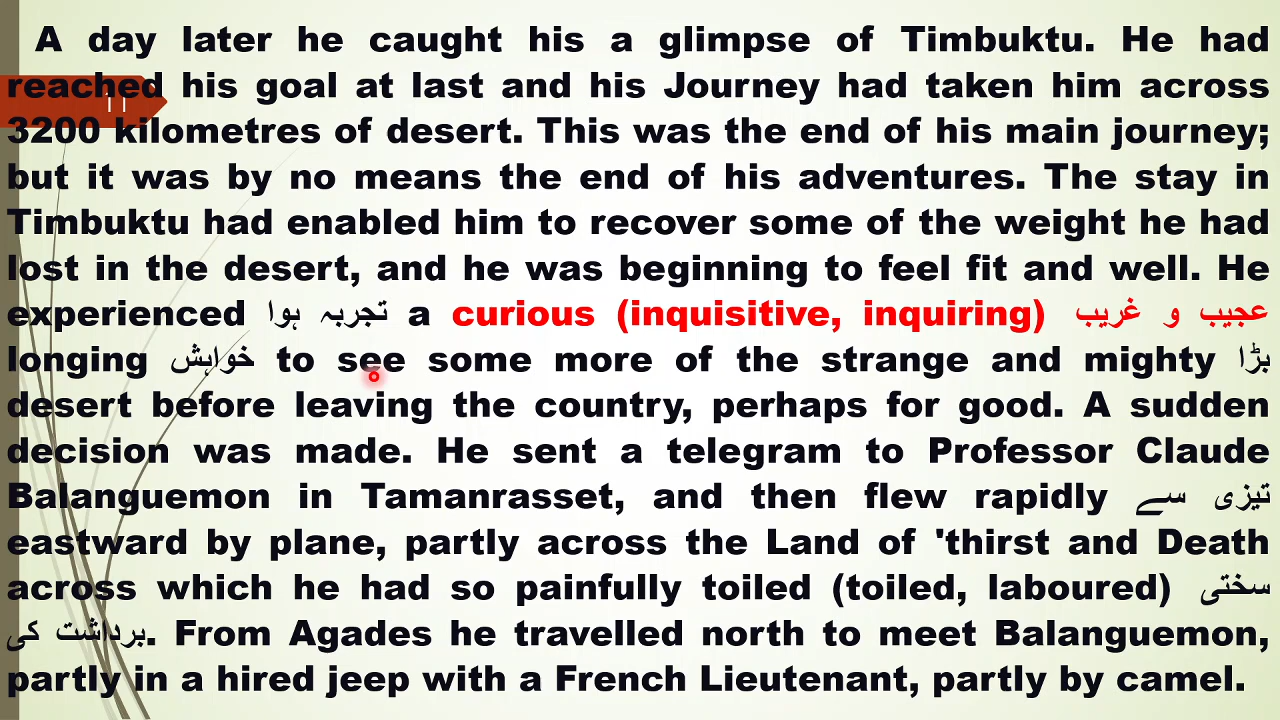 A day later he caught his a glimpse of Timbuktu. He had
reached his goal at last and his Journey had taken him across
11
3200 kilometres of desert. This was the end of his main journey;
but it was by no means the end of his adventures. The stay in
Timbuktu had enabled him to recover some of the weight he had
lost in the desert, and he was beginning to feel fit and well. He
experienced تجربہ ہوا a curious (inquisitive, inquiring) عجیب و غریب
longing خواہش to see some more of the strange and mighty بڑا
desert before leaving the country, perhaps for good. A sudden
decision was made. He sent a telegram to Professor Claude
Balanguemon in Tamanrasset, and then flew rapidly تیزی سے
eastward by plane, partly across the Land of 'thirst and Death
across which he had so painfully toiled (toiled, laboured) سختی
برداشت کی. From Agades he travelled north to meet Balanguemon,
partly in a hired jeep with a French Lieutenant, partly by camel.